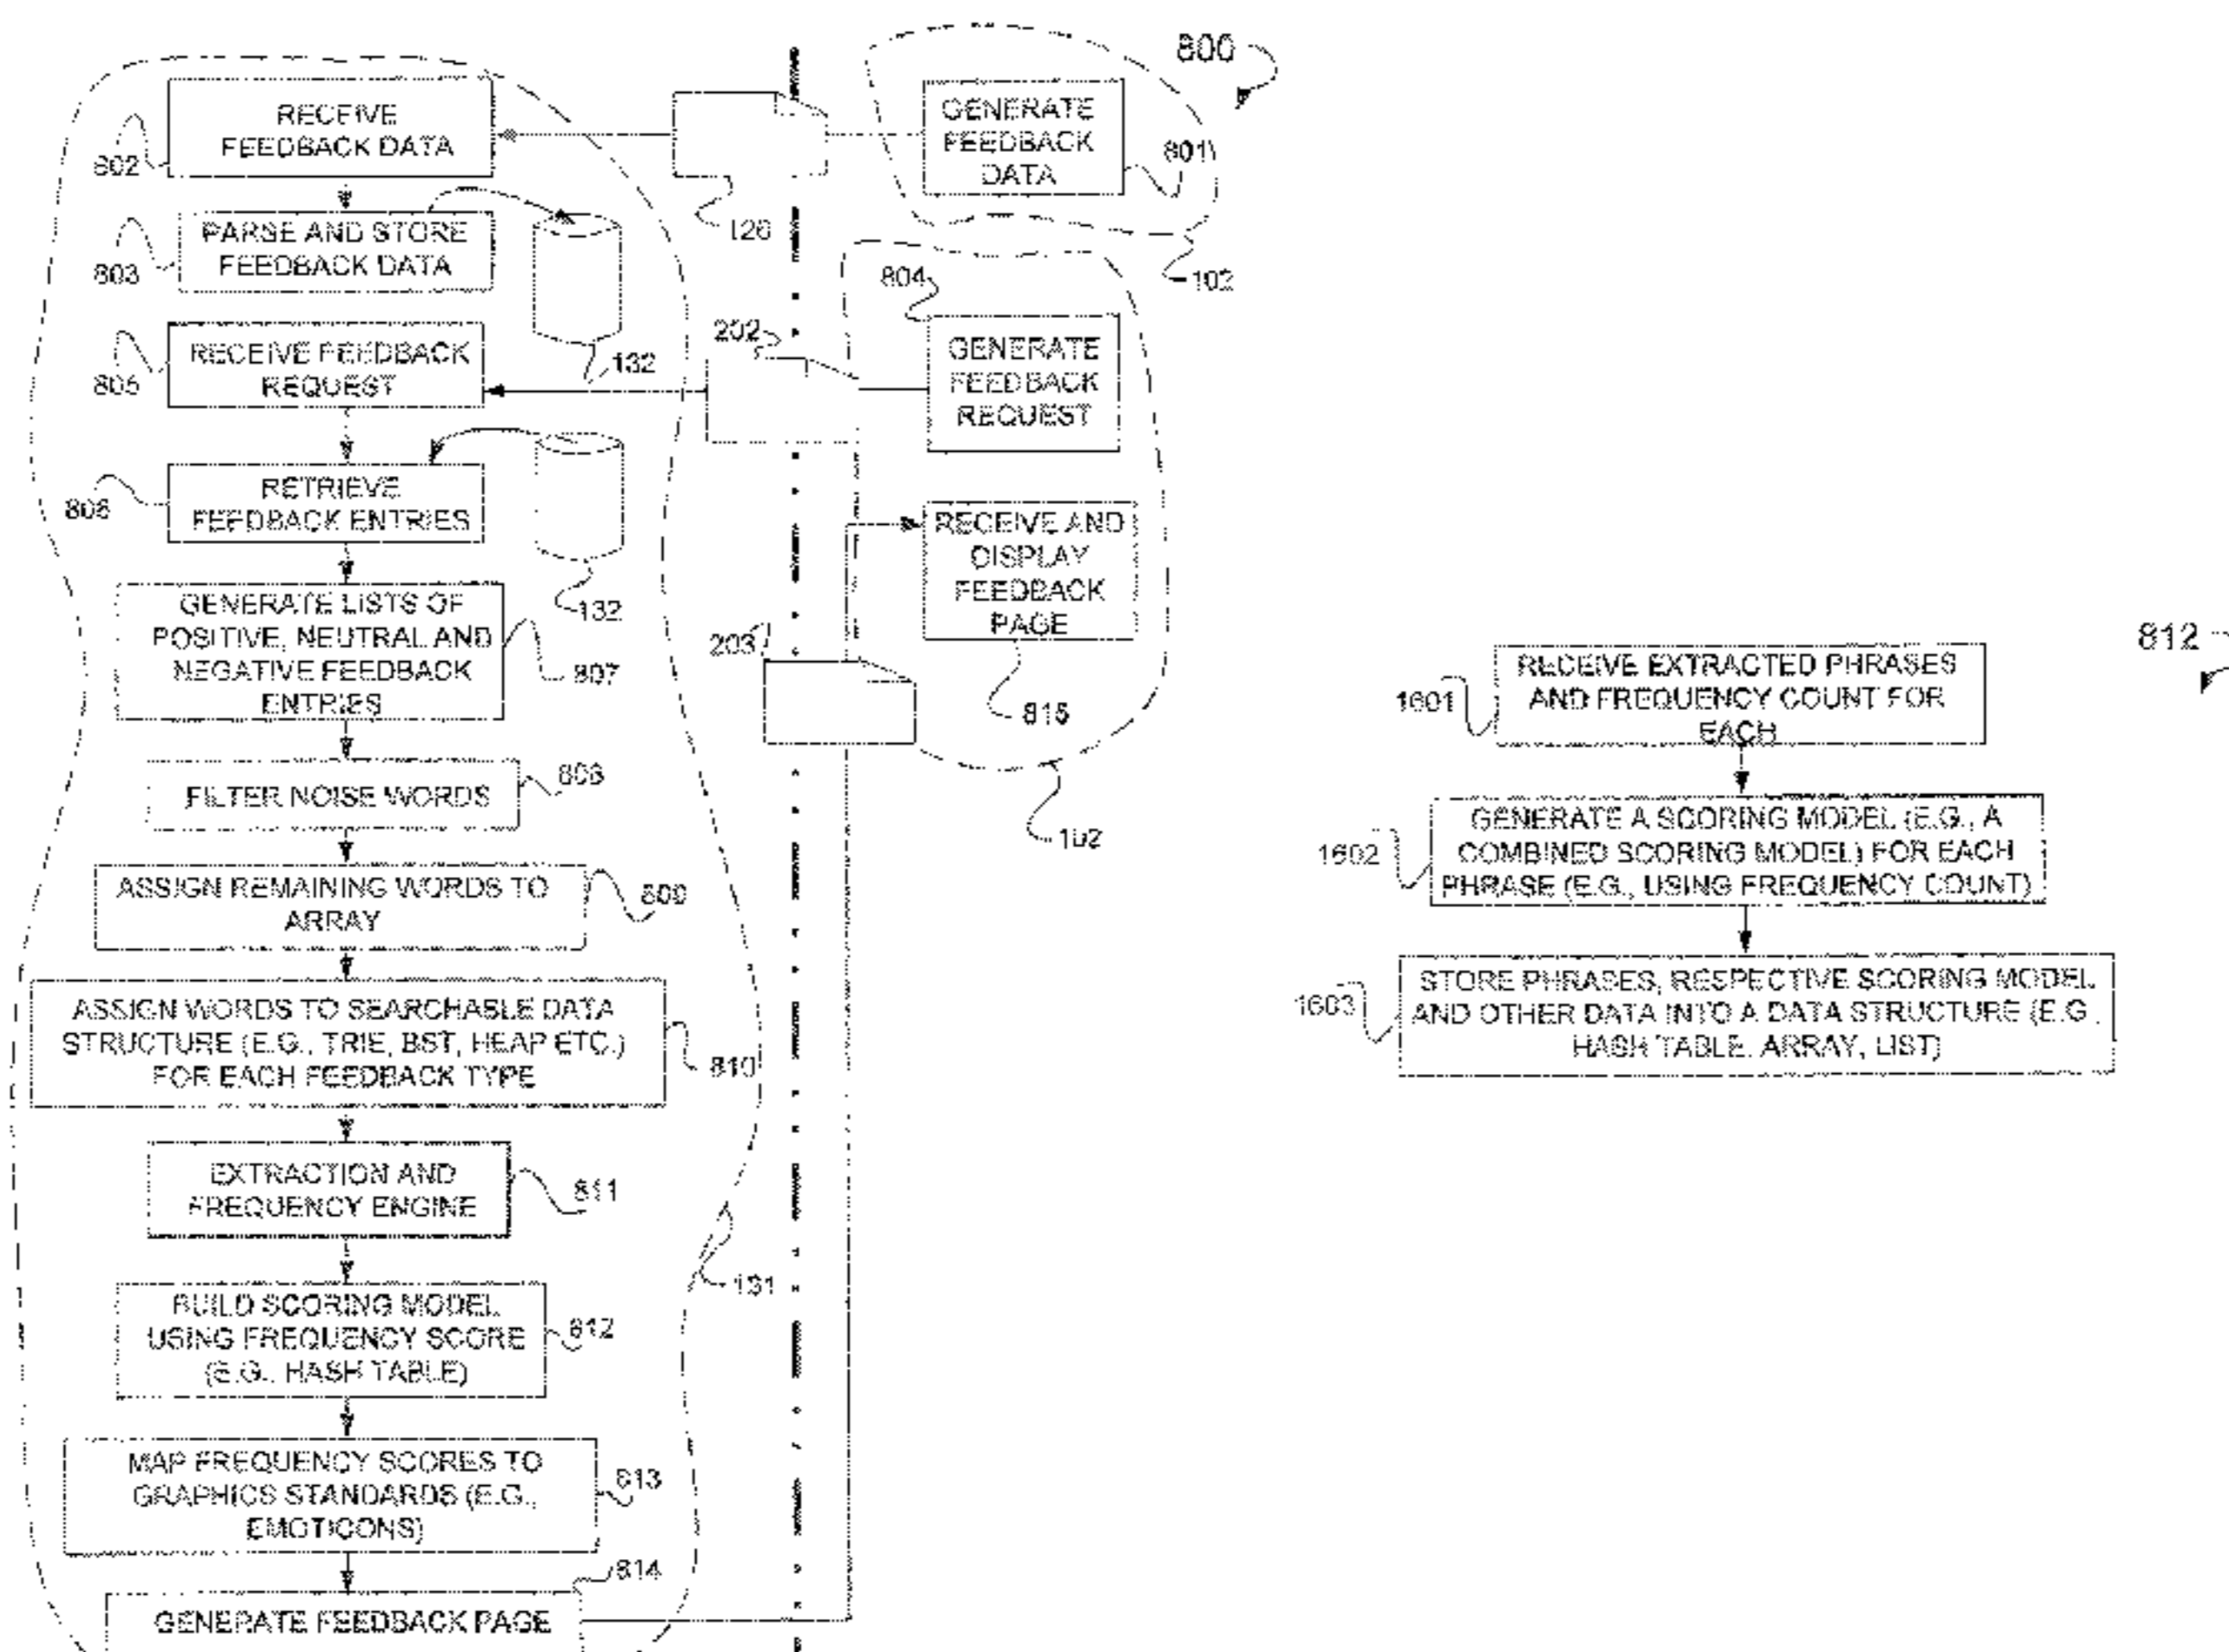 800
RECEIVE
FEEDBACK DATA
802
GENERATE
FEEDBACK
DATA
801
126
102
PARSE AND STORE
FEEDBACK DATA
803
132
RECEIVE FEEDBACK
REQUEST
805
202
804
GENERATE
FEEDBACK
REQUEST
RETRIEVE
FEEDBACK ENTRIES
806
132
RECEIVE AND
DISPLAY
FEEDBACK
PAGE
815
203
102
GENERATE LISTS OF
POSITIVE, NEUTRAL AND
NEGATIVE FEEDBACK
ENTRIES
807
FILTER NOISE WORDS
808
ASSIGN REMAINING WORDS TO
ARRAY
809
ASSIGN WORDS TO SEARCHABLE DATA
STRUCTURE (E.G., TRIE, BST, HEAP ETC.)
FOR EACH FEEDBACK TYPE
810
EXTRACTION AND
FREQUENCY ENGINE
811
131
BUILD SCORING MODEL
USING FREQUENCY SCORE
(E.G., HASH TABLE)
812
MAP FREQUENCY SCORES TO
GRAPHICS STANDARDS (E.G.,
EMOTICONS)
813
GENERATE FEEDBACK PAGE
814
812
RECEIVE EXTRACTED PHRASES
AND FREQUENCY COUNT FOR
EACH
1601
GENERATE A SCORING MODEL (E.G., A
COMBINED SCORING MODEL) FOR EACH
PHRASE (E.G., USING FREQUENCY COUNT)
1602
STORE PHRASES, RESPECTIVE SCORING MODEL
AND OTHER DATA INTO A DATA STRUCTURE (E.G.,
HASH TABLE, ARRAY, LIST)
1603